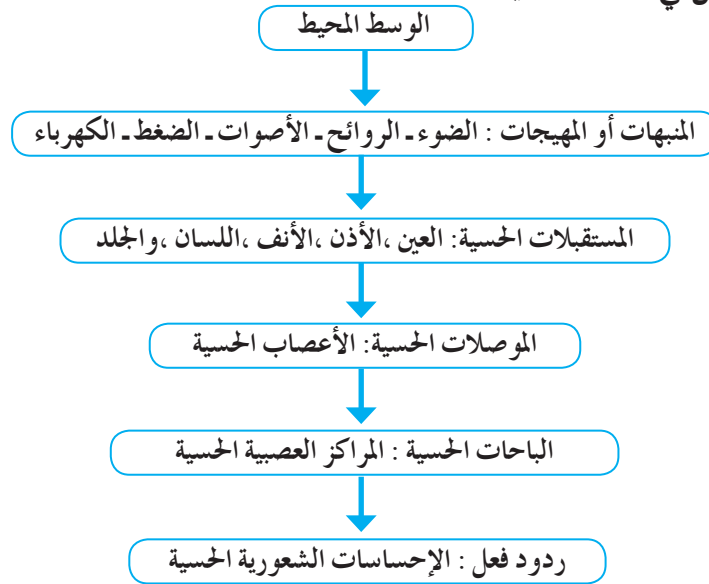 الوسط المحيط
المنبهات أو المهيجات : الضوء ـ الروائح ـ الأصوات ـ الضغط ـ الكهرباء
المستقبلات الحسية: العين ،الأذن ،الأنف ،اللسان ،والجلد
الموصلات الحسية: الأعصاب الحسية
الباحات الحسية : المراكز العصبية الحسية
ردود فعل : الإحساسات الشعورية الحسية